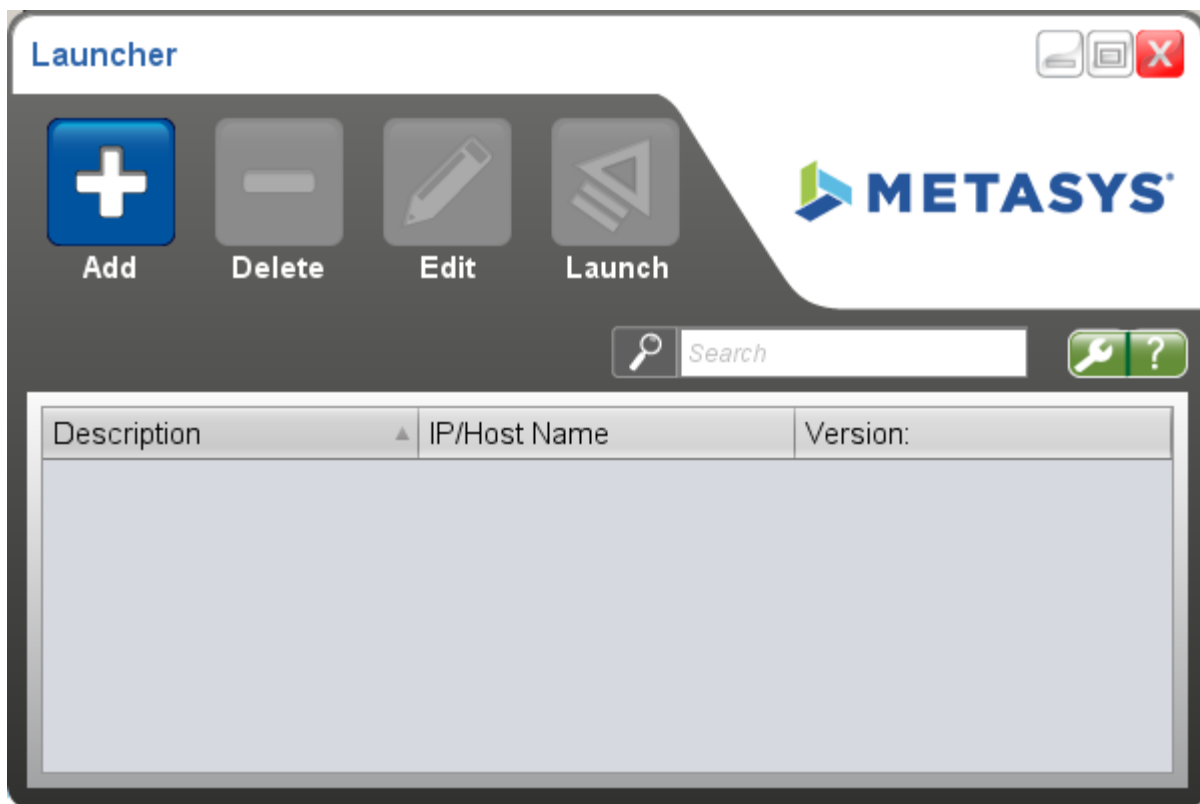 Launcher
METASYS®
Add Delete Edit Launch
Search
?
Description IP/Host Name Version: